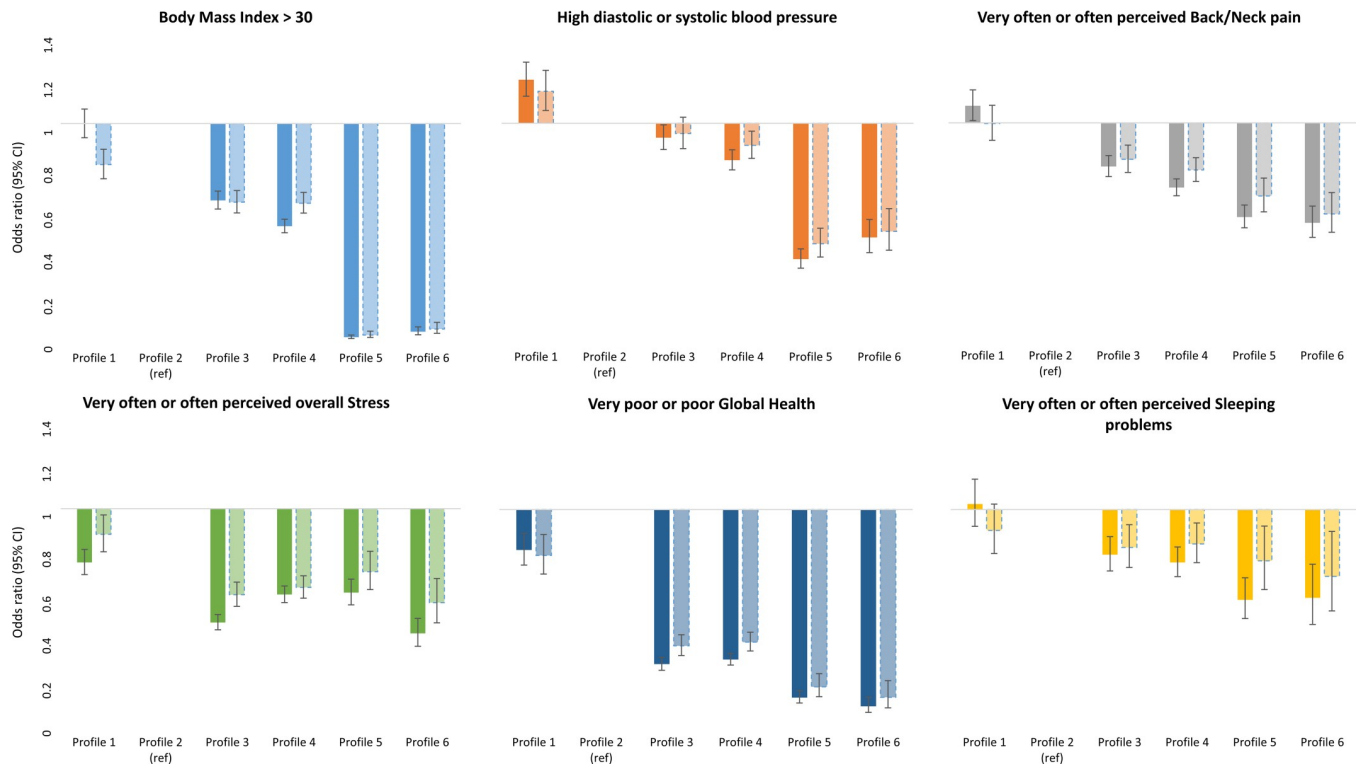 Body Mass Index > 30
High diastolic or systolic blood pressure
Very often or often perceived Back/Neck pain
Odds ratio (95% CI)
1.4
1.2
1
0.8
0.6
0.4
0.2
0
Profile 1
Profile 2
(ref)
Profile 3
Profile 4
Profile 5
Profile 6
Profile 1
Profile 2
(ref)
Profile 3
Profile 4
Profile 5
Profile 6
Profile 1
Profile 2
(ref)
Profile 3
Profile 4
Profile 5
Profile 6
Very often or often perceived overall Stress
Very poor or poor Global Health
Very often or often perceived Sleeping
problems
Odds ratio (95% CI)
1.4
1.2
1
0.8
0.6
0.4
0.2
0
Profile 1
Profile 2
(ref)
Profile 3
Profile 4
Profile 5
Profile 6
Profile 1
Profile 2
(ref)
Profile 3
Profile 4
Profile 5
Profile 6
Profile 1
Profile 2
(ref)
Profile 3
Profile 4
Profile 5
Profile 6